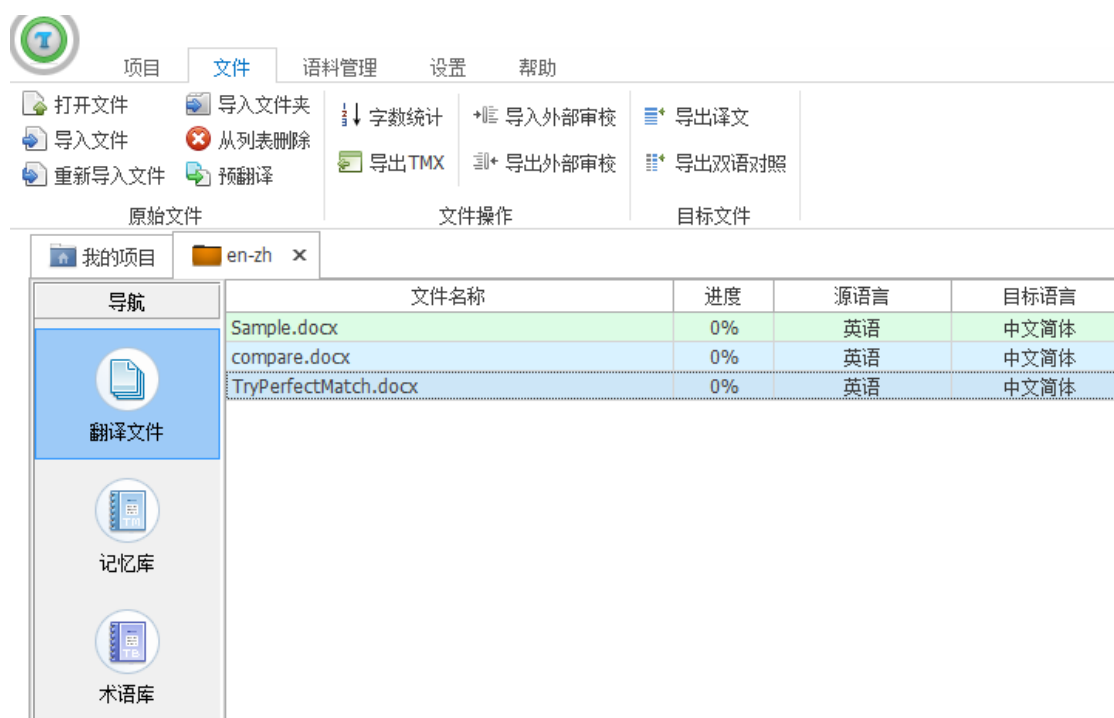 T
项目 文件 语料管理 设置 帮助
打开文件 导入文件夹 字数统计 导入外部审核 导出译文
导入文件 从列表删除
重新导入文件 预翻译 导出TMX 导出外部审核 导出双语对照
原始文件 文件操作 目标文件
我的项目 en-zh
导航 文件名称 进度 源语言 目标语言
Sample.docx 0% 英语 中文简体
compare.docx 0% 英语 中文简体
TryPerfectMatch.docx 0% 英语 中文简体
翻译文件
TM
记忆库
TB
术语库